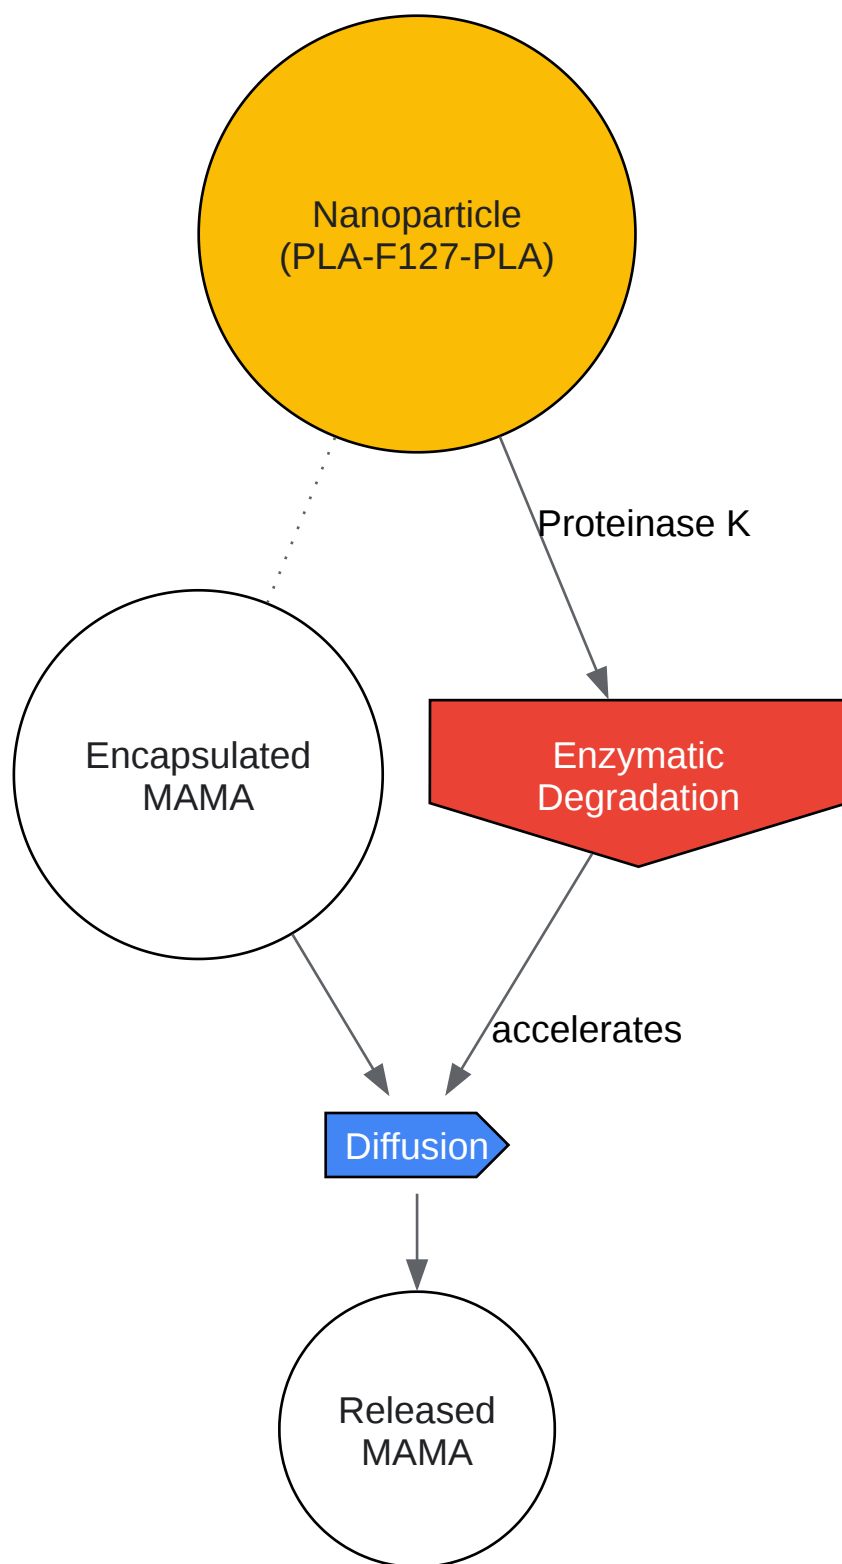 Nanoparticle
(PLA-F127-PLA)
Proteinase K
Encapsulated
MAMA
Enzymatic
Degradation
accelerates
Diffusion
Released
MAMA